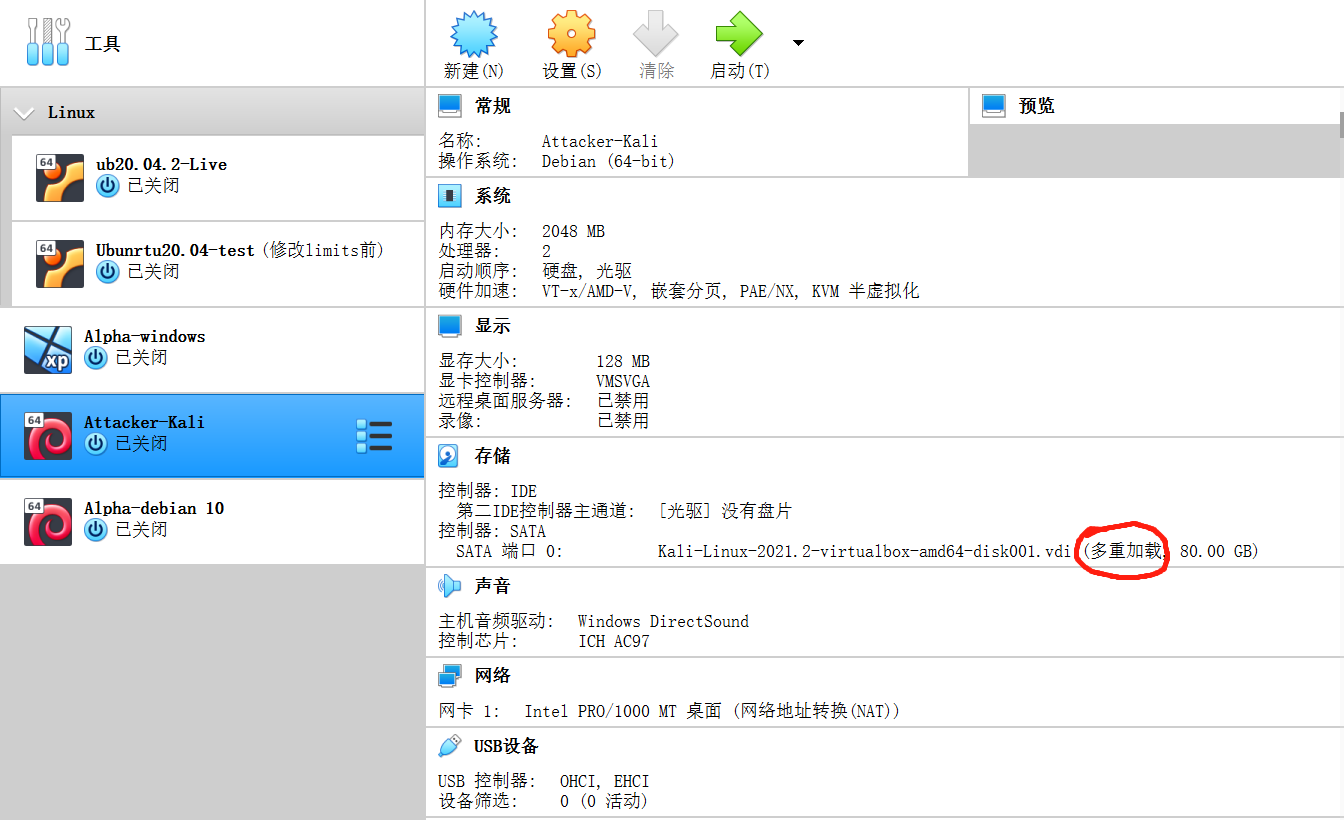 工具
新建(N)
设置(S)
清除
启动(T)
Linux
64
ub20.04.2-Live
已关闭
64
Ubunrtu20.04-test (修改limits前)
已关闭
xp
Alpha-windows
已关闭
64
Attacker-Kali
已关闭
64
Alpha-debian 10
已关闭
常规
名称: Attacker-Kali
操作系统: Debian (64-bit)
预览
系统
内存大小: 2048 MB
处理器: 2
启动顺序: 硬盘, 光驱
硬件加速: VT-x/AMD-V, 嵌套分页, PAE/NX, KVM 半虚拟化
显示
显存大小: 128 MB
显卡控制器: VMSVGA
远程桌面服务器: 已禁用
录像: 已禁用
存储
控制器: IDE
第二IDE控制器主通道: [光驱] 没有盘片
控制器: SATA
SATA 端口 0: Kali-Linux-2021.2-virtualbox-amd64-disk001.vdi (多重加载, 80.00 GB)
声音
主机音频驱动: Windows DirectSound
控制芯片: ICH AC97
网络
网卡 1: Intel PRO/1000 MT 桌面 (网络地址转换(NAT))
USB设备
USB 控制器: OHCI, EHCI
设备筛选: 0 (0 活动)